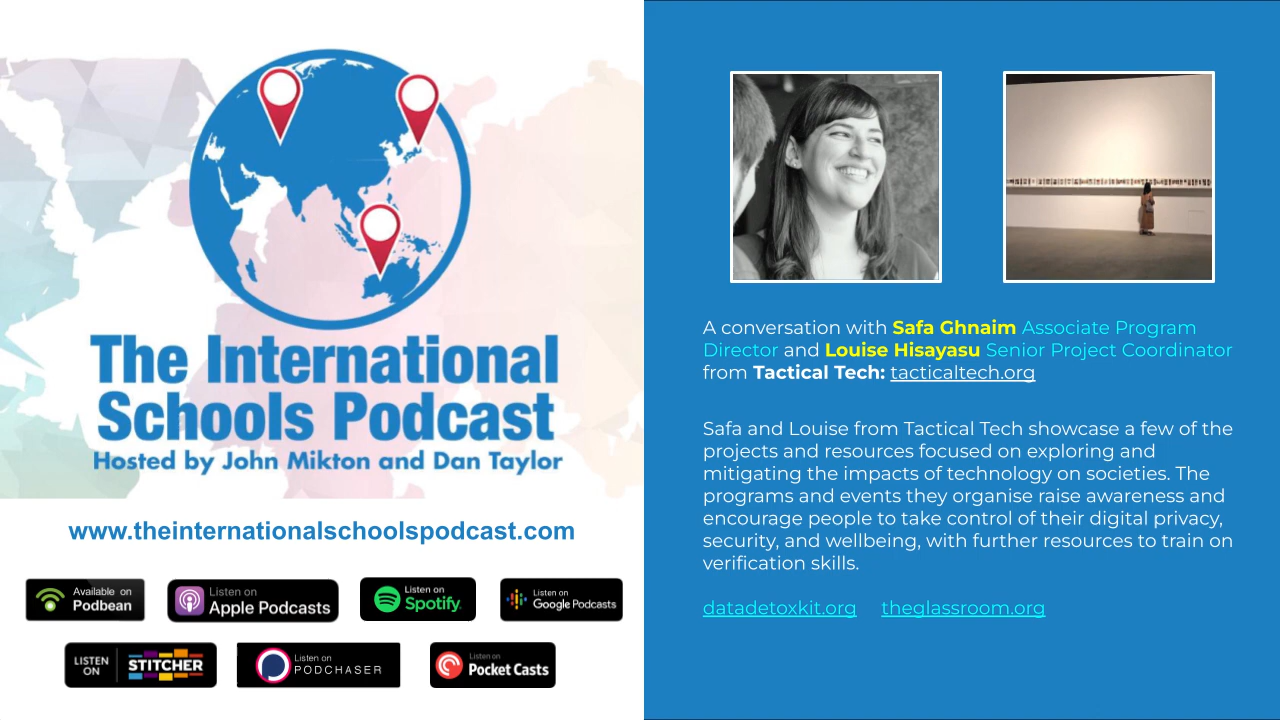 The International
Schools Podcast
Hosted by John Mikton and Dan Taylor
www.theinternationalschoolspodcast.com
Available on
Podbean
Listen on
Apple Podcasts
Listen on
Spotify
Listen on
Google Podcasts
LISTEN
ON
STITCHER
Listen on
PODCHASER
Listen on
Pocket Casts
A conversation with Safa Ghnaim Associate Program
Director and Louise Hisayasu Senior Project Coordinator
from Tactical Tech: tacticaltech.org
Safa and Louise from Tactical Tech showcase a few of the
projects and resources focused on exploring and
mitigating the impacts of technology on societies. The
programs and events they organise raise awareness and
encourage people to take control of their digital privacy,
security, and wellbeing, with further resources to train on
verification skills.
datadetoxkit.org theglassroom.org